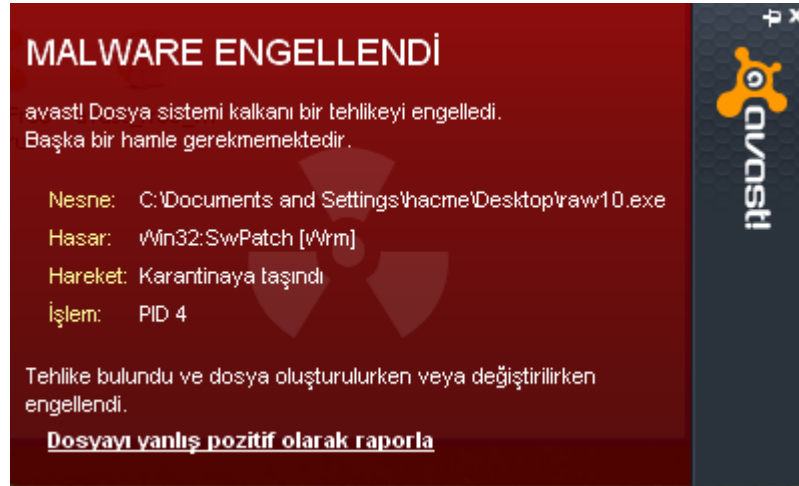 MALWARE ENGELLENDİ
avast! Dosya sistemi kalkanı bir tehlikeyi engelledi.
Başka bir hamle gerekmemektedir.
Nesne: C:\Documents and Settings\hacme\Desktop\raw10.exe
Hasar: Win32:SwPatch [Wrm]
Hareket: Karantinaya taşındı
İşlem: PID 4
Tehlike bulundu ve dosya oluşturulurken veya değiştirilirken
engellendi.
Dosyayı yanlış pozitif olarak raporla
avast!